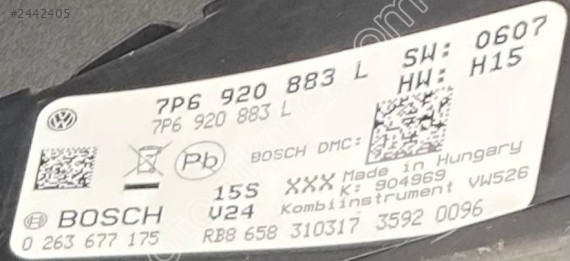 #2442405
7P6 920 883 L SW: 0607
7P6 920 883 L HW: H15
Pb BOSCH DMC:
15S XXX Made in Hungary
V24 K: 904969
BOSCH Kombiinstrument VW526
0 263 677 175 RB8 658 310317 3592 0096